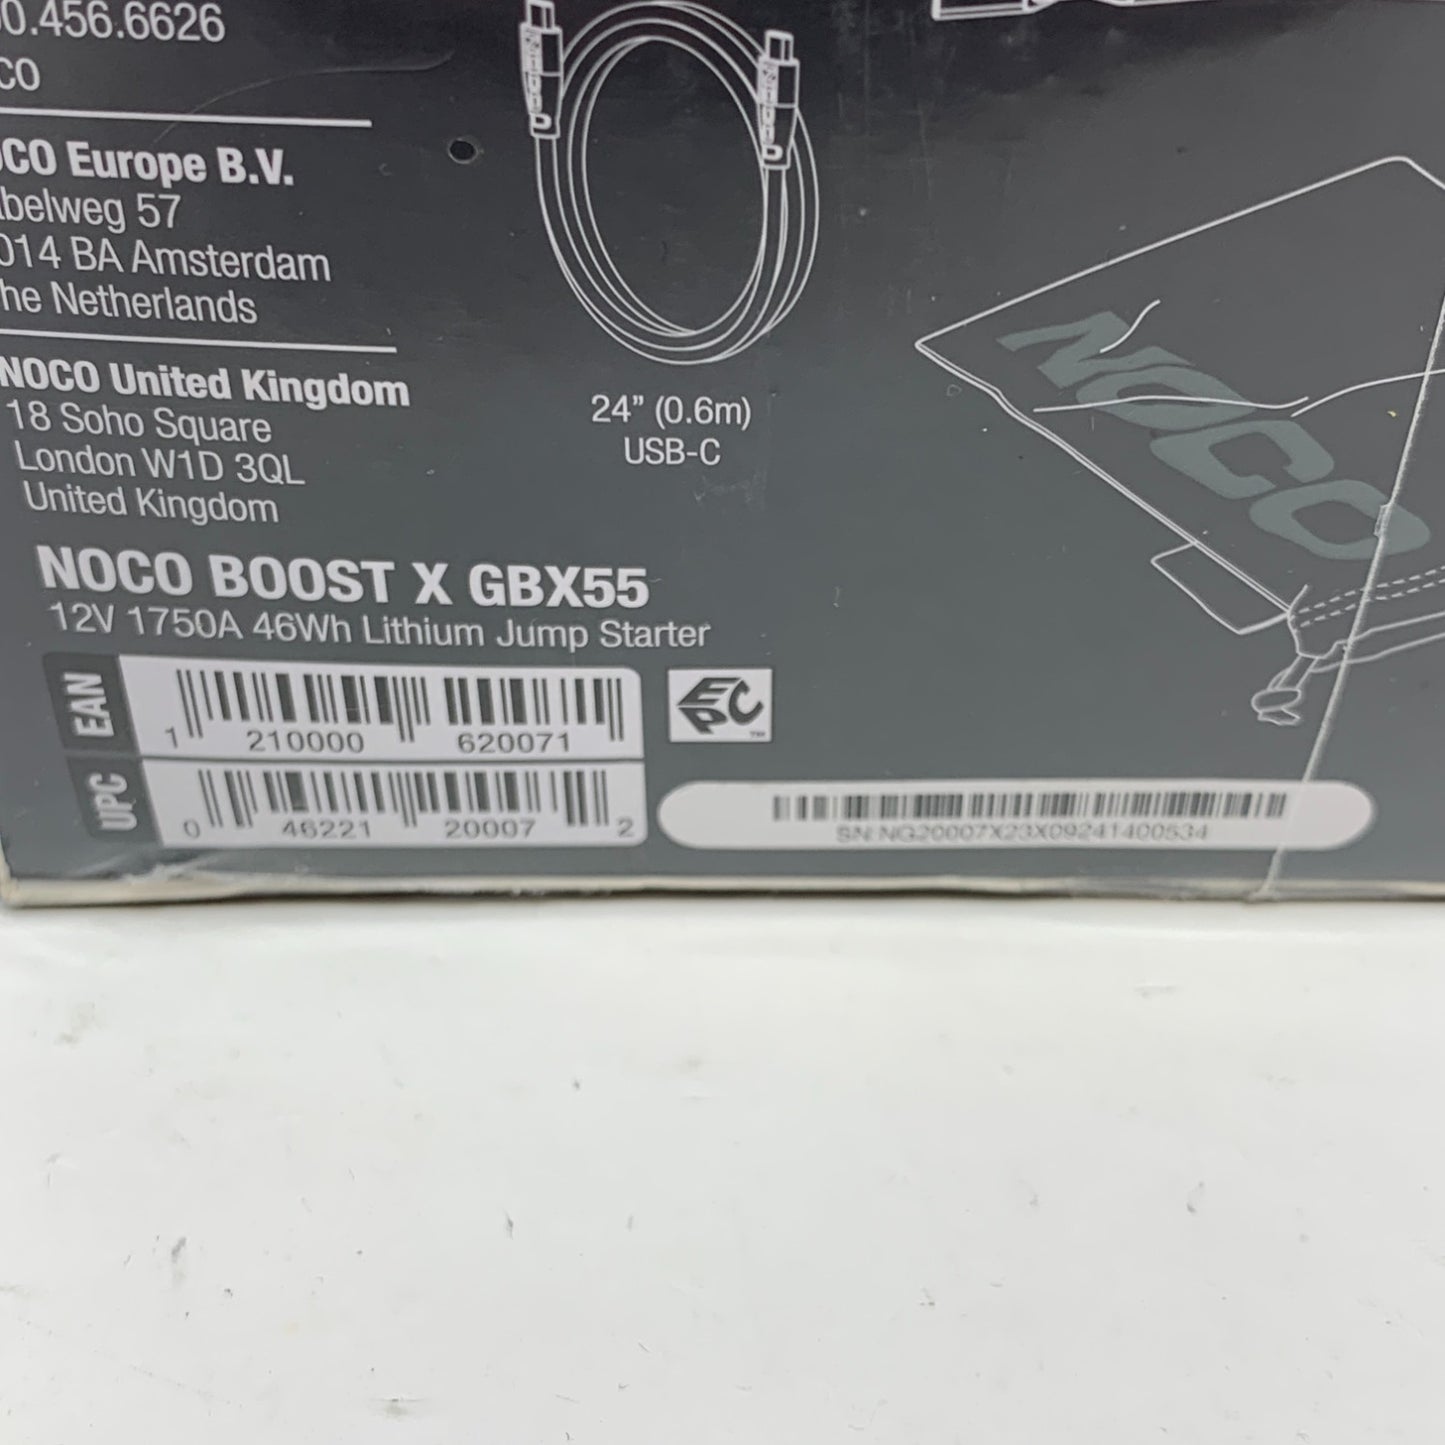 0.456.6626
CO
CO Europe B.V.
belweg 57
014 BA Amsterdam
he Netherlands
NOCO United Kingdom
18 Soho Square
London W1D 3QL
United Kingdom
24” (0.6m)
USB-C
NOCO
NOCO BOOST X GBX55
12V 1750A 46Wh Lithium Jump Starter
EAN
1 210000 620071
EPC™
UPC
0 46221 20007 2
SN:NG20007X23X09241400534